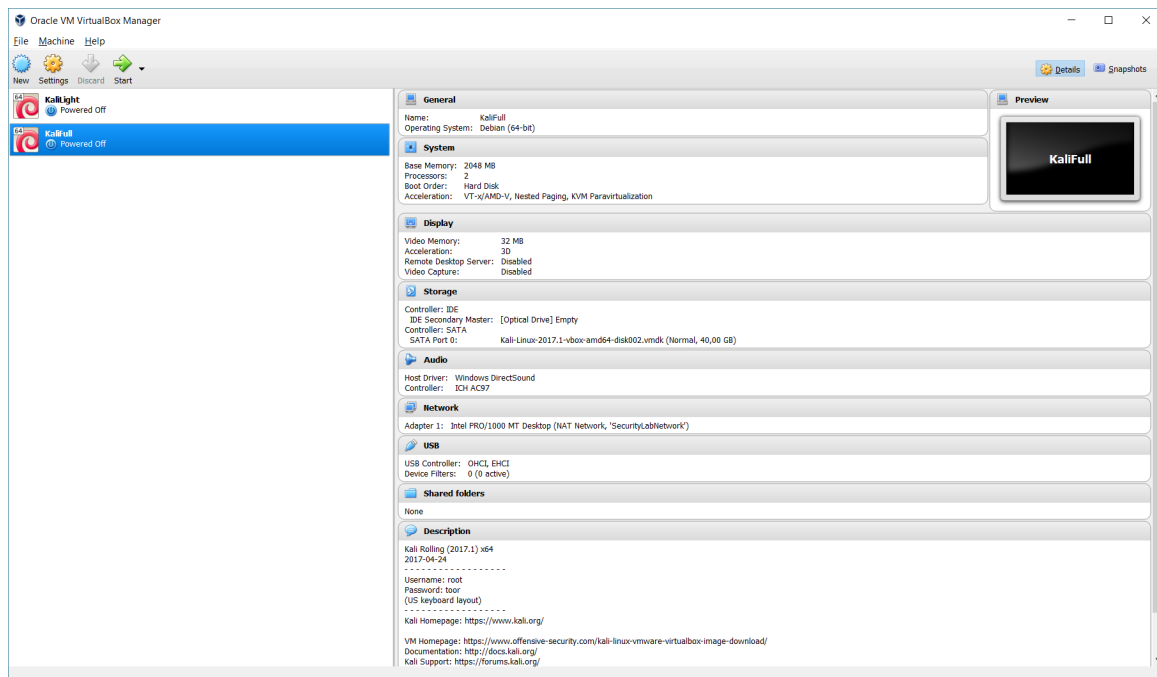 Oracle VM VirtualBox Manager
File Machine Help
New Settings Discard Start Details Snapshots
64 KaliLight
Powered Off
64 KaliFull
Powered Off
General
Name: KaliFull
Operating System: Debian (64-bit)
System
Base Memory: 2048 MB
Processors: 2
Boot Order: Hard Disk
Acceleration: VT-x/AMD-V, Nested Paging, KVM Paravirtualization
Preview
KaliFull
Display
Video Memory: 32 MB
Acceleration: 3D
Remote Desktop Server: Disabled
Video Capture: Disabled
Storage
Controller: IDE
IDE Secondary Master: [Optical Drive] Empty
Controller: SATA
SATA Port 0: Kali-Linux-2017.1-vbox-amd64-disk002.vmdk (Normal, 40,00 GB)
Audio
Host Driver: Windows DirectSound
Controller: ICH AC97
Network
Adapter 1: Intel PRO/1000 MT Desktop (NAT Network, 'SecurityLabNetwork')
USB
USB Controller: OHCI, EHCI
Device Filters: 0 (0 active)
Shared folders
None
Description
Kali Rolling (2017.1) x64
2017-04-24
- - - - - - - - - - - - - - - - - -
Username: root
Password: toor
(US keyboard layout)
- - - - - - - - - - - - - - - - - -
Kali Homepage: https://www.kali.org/
VM Homepage: https://www.offensive-security.com/kali-linux-vmware-virtualbox-image-download/
Documentation: http://docs.kali.org/
Kali Support: https://forums.kali.org/